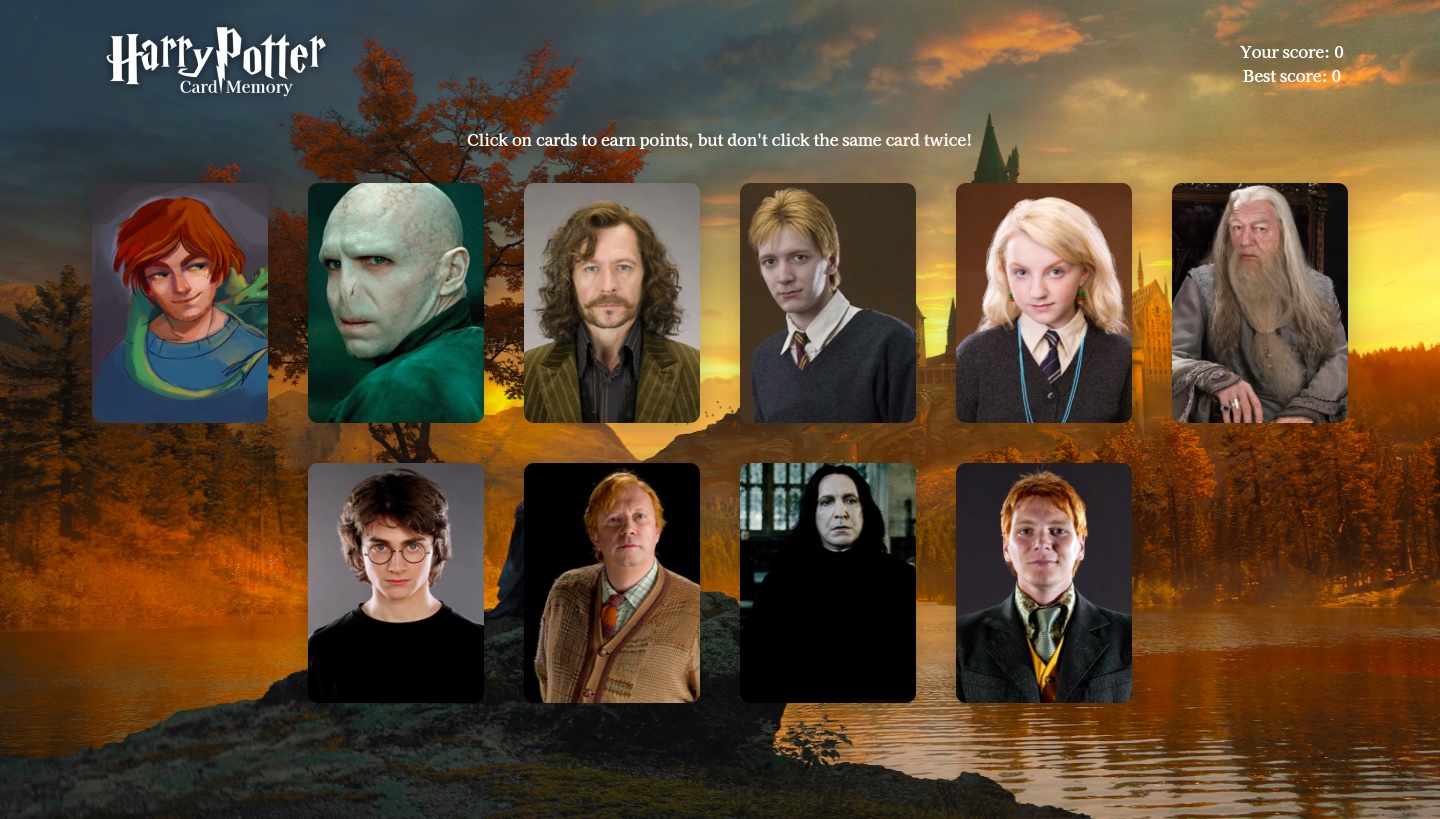 Harry Potter
Card Memory
Your score: 0
Best score: 0
Click on cards to earn points, but don't click the same card twice!